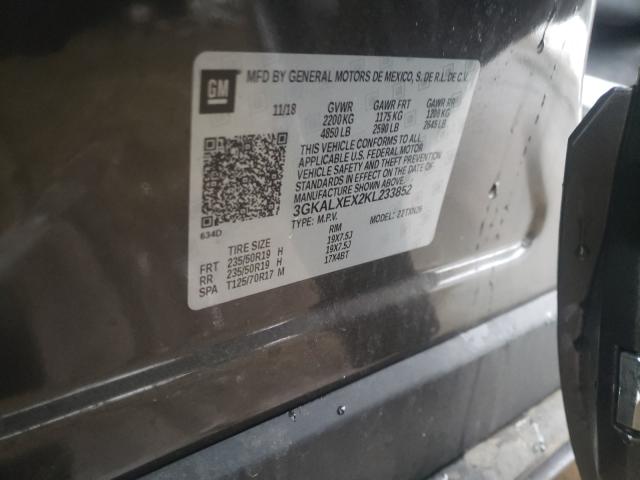 GM
MFD BY GENERAL MOTORS DE MEXICO, S. DE R.L. DE C.V.
11/18 GVWR GAWR FRT GAWR RR
2200 KG 1175 KG 1200 KG
4850 LB 2590 LB 2645 LB
THIS VEHICLE CONFORMS TO ALL
APPLICABLE U.S. FEDERAL MOTOR
VEHICLE SAFETY AND THEFT PREVENTION
STANDARDS IN EFFECT ON THE DATE OF
MANUFACTURE SHOWN ABOVE.
3GKALXEX2KL233852
TYPE: M.P.V. MODEL: 22TXN26
634D
TIRE SIZE RIM
FRT 235/50R19 H 19X7.5J
RR 235/50R19 H 19X7.5J
SPA T125/70R17 M 17X4BT